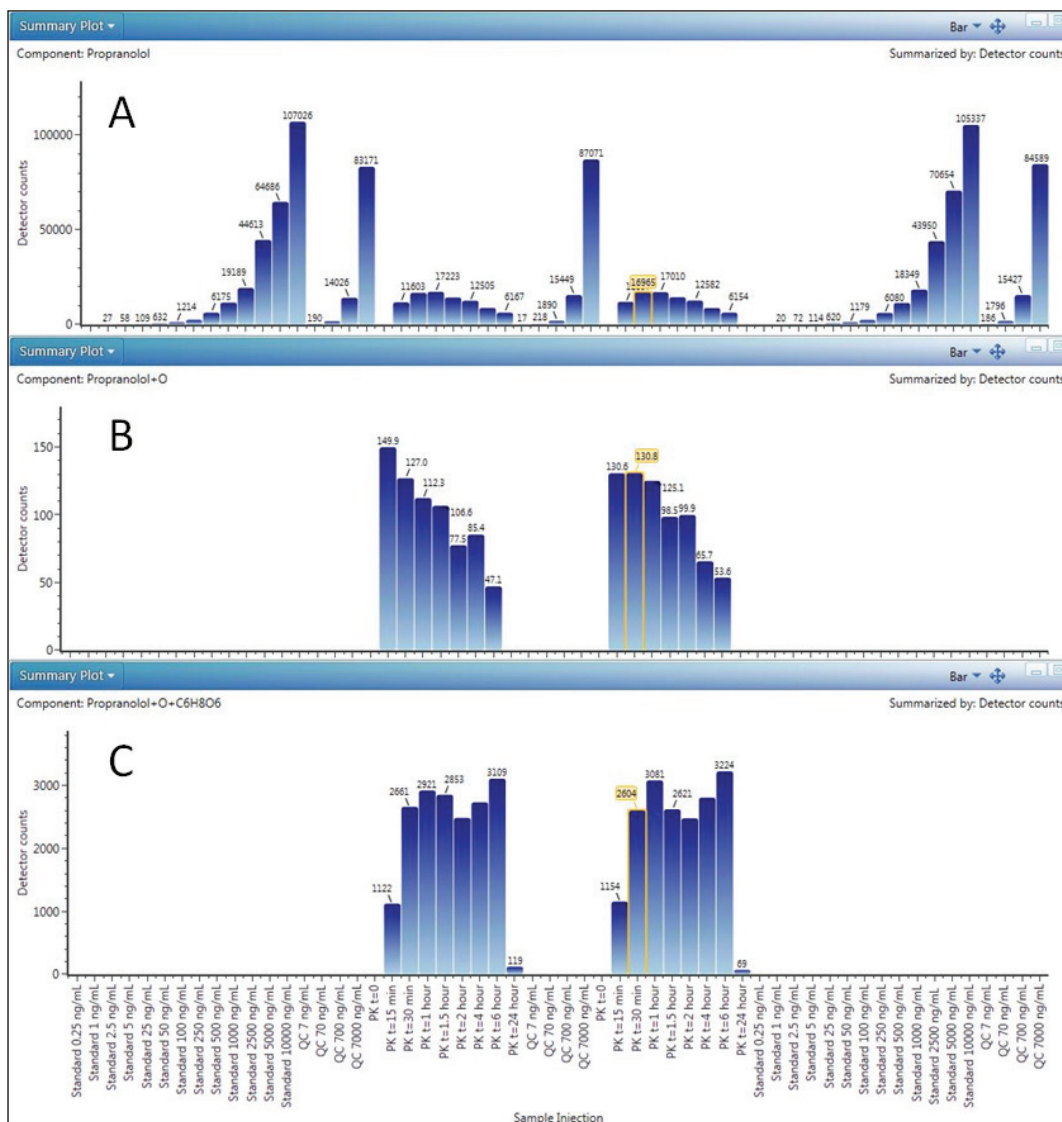 Summary Plot
Bar
Component: Propranolol
Summarized by: Detector counts
A
Detector counts
100000
50000
0
27
58
109
632
1214
6175
19189
44613
64686
107026
190
14026
83171
11603
17223
12505
6167
17
218
1890
15449
87071
16965
17010
12582
6154
20
72
114
620
1179
6080
18349
43950
70654
105337
186
1796
15427
84589
Summary Plot
Bar
Component: Propranolol+O
Summarized by: Detector counts
B
Detector counts
150
100
50
0
149.9
127.0
112.3
106.6
77.5
85.4
47.1
130.6
130.8
125.1
98.5
99.9
65.7
53.6
Summary Plot
Bar
Component: Propranolol+O+C6H8O6
Summarized by: Detector counts
C
Detector counts
3000
2000
1000
0
1122
2661
2921
2853
3109
119
1154
2604
3081
2621
3224
69
Standard 0.25 ng/mL
Standard 1 ng/mL
Standard 2.5 ng/mL
Standard 5 ng/mL
Standard 25 ng/mL
Standard 50 ng/mL
Standard 100 ng/mL
Standard 250 ng/mL
Standard 500 ng/mL
Standard 1000 ng/mL
Standard 2500 ng/mL
Standard 5000 ng/mL
Standard 10000 ng/mL
QC 7 ng/mL
QC 70 ng/mL
QC 700 ng/mL
QC 7000 ng/mL
PK t=0
PK t=15 min
PK t=30 min
PK t=1 hour
PK t=1.5 hour
PK t=2 hour
PK t=4 hour
PK t=6 hour
PK t=24 hour
QC 7 ng/mL
QC 70 ng/mL
QC 700 ng/mL
QC 7000 ng/mL
PK t=0
PK t=15 min
PK t=30 min
PK t=1 hour
PK t=1.5 hour
PK t=2 hour
PK t=4 hour
PK t=6 hour
PK t=24 hour
Standard 0.25 ng/mL
Standard 1 ng/mL
Standard 2.5 ng/mL
Standard 5 ng/mL
Standard 25 ng/mL
Standard 50 ng/mL
Standard 100 ng/mL
Standard 250 ng/mL
Standard 500 ng/mL
Standard 1000 ng/mL
Standard 2500 ng/mL
Standard 5000 ng/mL
Standard 10000 ng/mL
QC 7 ng/mL
QC 70 ng/mL
QC 700 ng/mL
QC 7000 ng/mL
Sample Injection